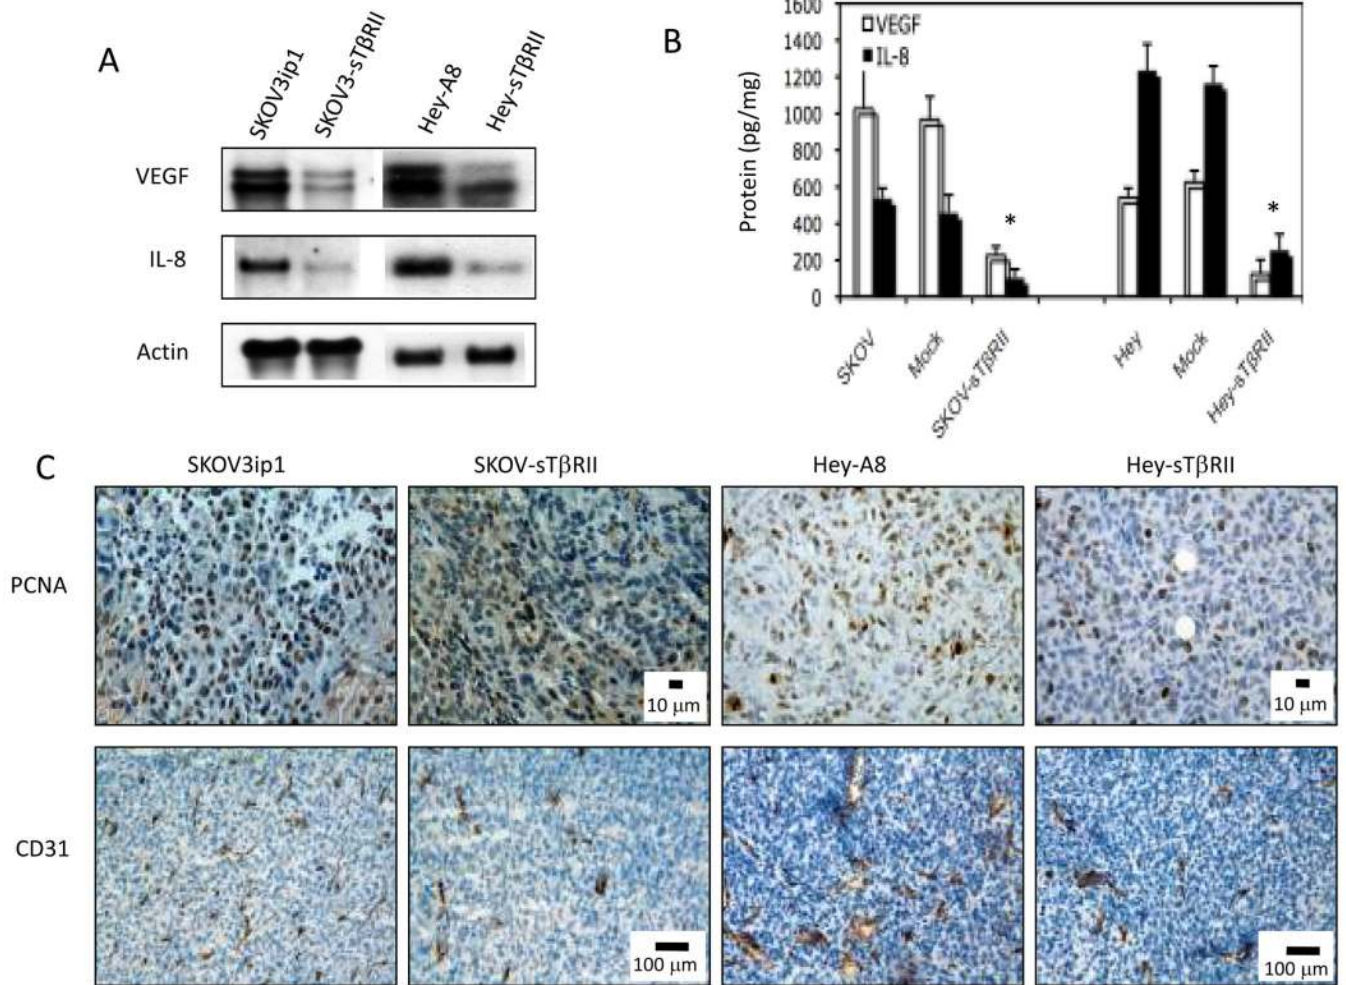 A
SKOV3ip1
SKOV3-sTβRII
Hey-A8
Hey-sTβRII
VEGF
IL-8
Actin
B
Protein (pg/mg)
1600
1400
1200
1000
800
600
400
200
0
VEGF
IL-8
*
*
SKOV
Mock
SKOV-sTβRII
Hey
Mock
Hey-sTβRII
C
SKOV3ip1 SKOV-sTβRII Hey-A8 Hey-sTβRII
PCNA
10 μm
10 μm
CD31
100 μm
100 μm